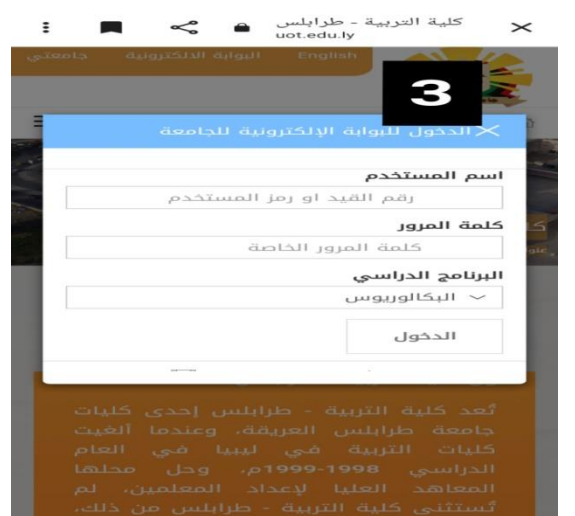 كلية التربية - طرابلس
uot.edu.ly
English البوابة الالكترونية جامعتي
3
الدخول للبوابة الإلكترونية للجامعة
اسم المستخدم
رقم القيد او رمز المستخدم
كلمة المرور
كلمة المرور الخاصة
البرنامج الدراسي
البكالوريوس
الدخول
تُعد كلية التربية - طرابلس إحدى كليات
جامعة طرابلس العريقة، وعندما ألغيت
كليات التربية في ليبيا في العام
الدراسي 1998-1999م، وحل محلها
المعاهد العليا لإعداد المعلمين، لم
تُستثنى كلية التربية - طرابلس من ذلك،